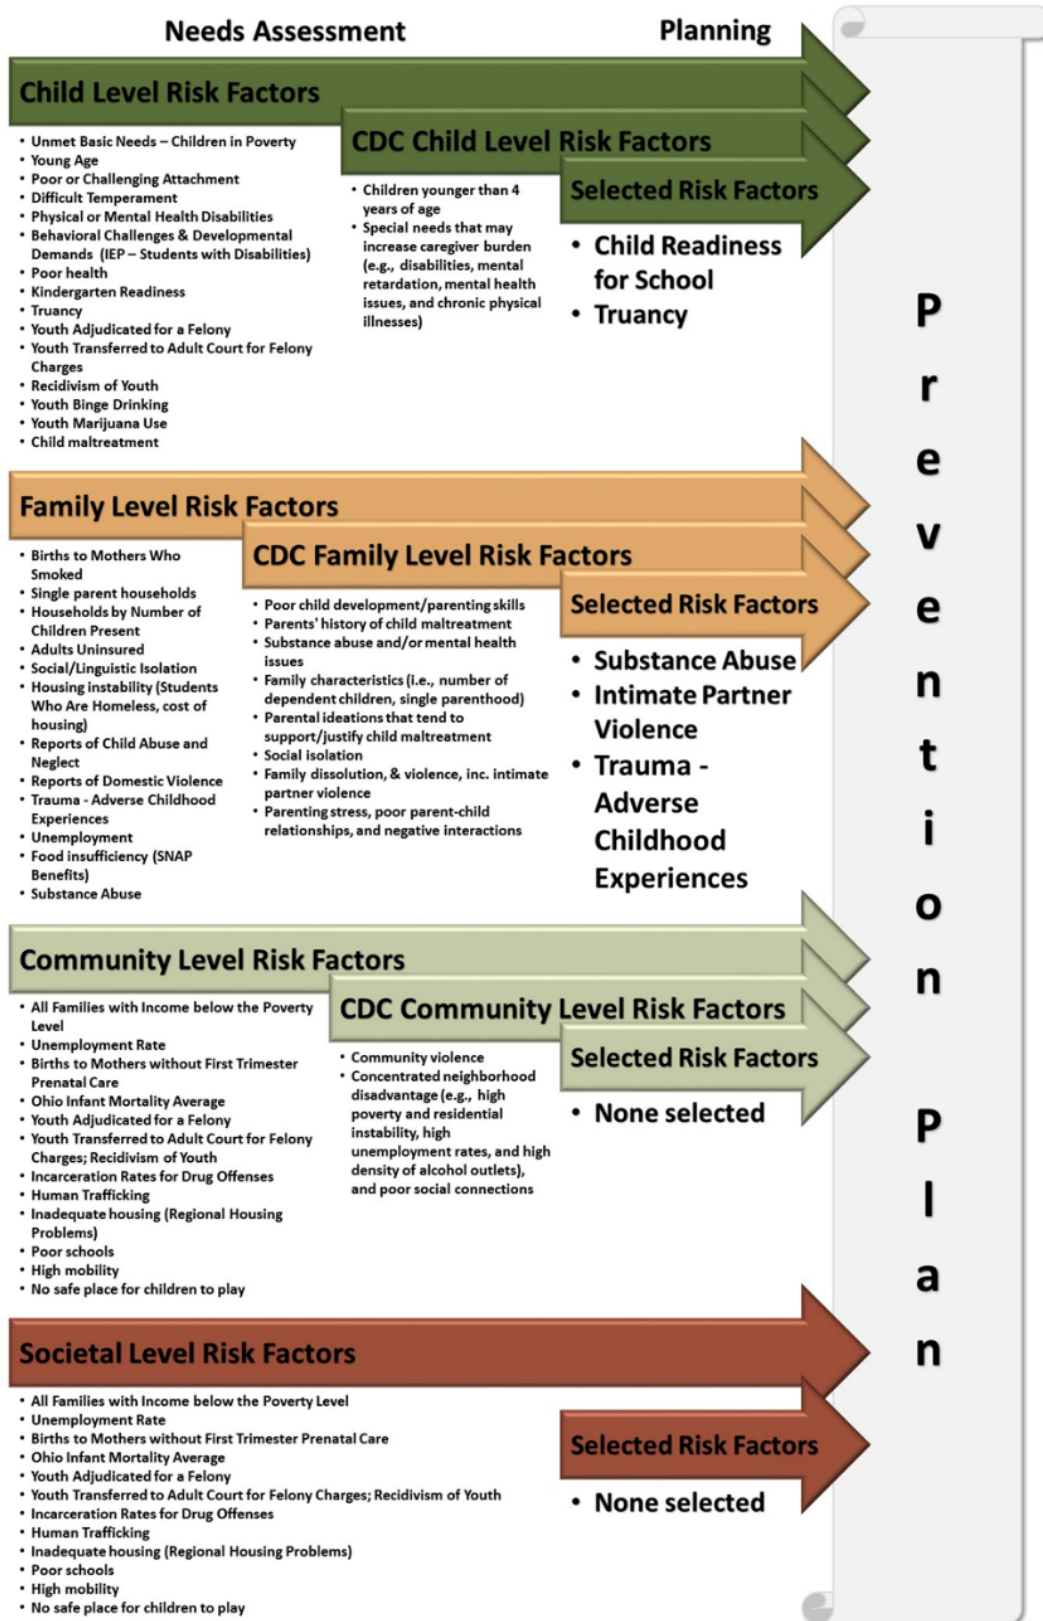 Needs Assessment
Planning
Child Level Risk Factors
• Unmet Basic Needs – Children in Poverty
• Young Age
• Poor or Challenging Attachment
• Difficult Temperament
• Physical or Mental Health Disabilities
• Behavioral Challenges & Developmental
Demands (IEP – Students with Disabilities)
• Poor health
• Kindergarten Readiness
• Truancy
• Youth Adjudicated for a Felony
• Youth Transferred to Adult Court for Felony
Charges
• Recidivism of Youth
• Youth Binge Drinking
• Youth Marijuana Use
• Child maltreatment
CDC Child Level Risk Factors
• Children younger than 4
years of age
• Special needs that may
increase caregiver burden
(e.g., disabilities, mental
retardation, mental health
issues, and chronic physical
illnesses)
Selected Risk Factors
• Child Readiness
for School
• Truancy
Family Level Risk Factors
• Births to Mothers Who
Smoked
• Single parent households
• Households by Number of
Children Present
• Adults Uninsured
• Social/Linguistic Isolation
• Housing instability (Students
Who Are Homeless, cost of
housing)
• Reports of Child Abuse and
Neglect
• Reports of Domestic Violence
• Trauma - Adverse Childhood
Experiences
• Unemployment
• Food insufficiency (SNAP
Benefits)
• Substance Abuse
CDC Family Level Risk Factors
• Poor child development/parenting skills
• Parents' history of child maltreatment
• Substance abuse and/or mental health
issues
• Family characteristics (i.e., number of
dependent children, single parenthood)
• Parental ideations that tend to
support/justify child maltreatment
• Social isolation
• Family dissolution, & violence, inc. intimate
partner violence
• Parenting stress, poor parent-child
relationships, and negative interactions
Selected Risk Factors
• Substance Abuse
• Intimate Partner
Violence
• Trauma -
Adverse
Childhood
Experiences
Community Level Risk Factors
• All Families with Income below the Poverty
Level
• Unemployment Rate
• Births to Mothers without First Trimester
Prenatal Care
• Ohio Infant Mortality Average
• Youth Adjudicated for a Felony
• Youth Transferred to Adult Court for Felony
Charges; Recidivism of Youth
• Incarceration Rates for Drug Offenses
• Human Trafficking
• Inadequate housing (Regional Housing
Problems)
• Poor schools
• High mobility
• No safe place for children to play
CDC Community Level Risk Factors
• Community violence
• Concentrated neighborhood
disadvantage (e.g., high
poverty and residential
instability, high
unemployment rates, and high
density of alcohol outlets),
and poor social connections
Selected Risk Factors
• None selected
Societal Level Risk Factors
• All Families with Income below the Poverty Level
• Unemployment Rate
• Births to Mothers without First Trimester Prenatal Care
• Ohio Infant Mortality Average
• Youth Adjudicated for a Felony
• Youth Transferred to Adult Court for Felony Charges; Recidivism of Youth
• Incarceration Rates for Drug Offenses
• Human Trafficking
• Inadequate housing (Regional Housing Problems)
• Poor schools
• High mobility
• No safe place for children to play
Selected Risk Factors
• None selected
Prevention Plan